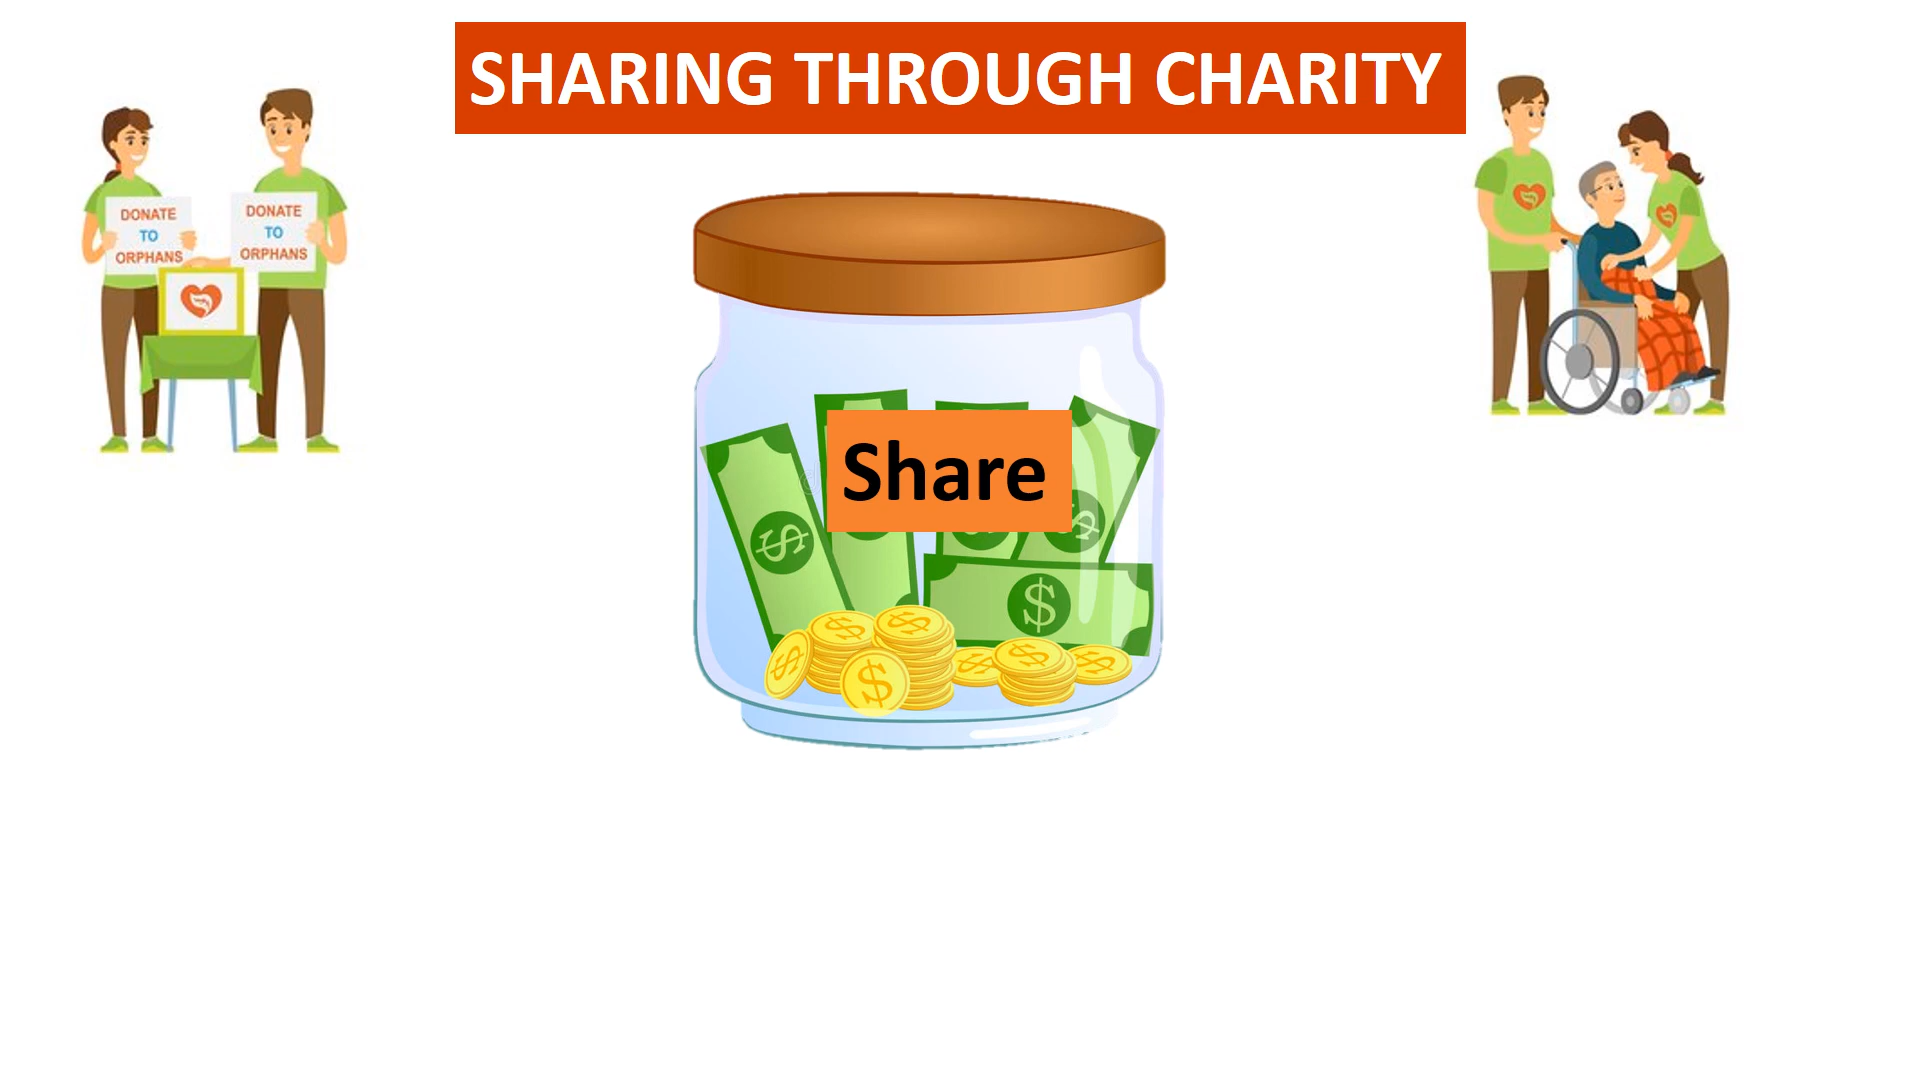 SHARING THROUGH CHARITY
DONATE
TO
ORPHANS
DONATE
TO
ORPHANS
Share
$
$
$
$
$
$
$
$
$